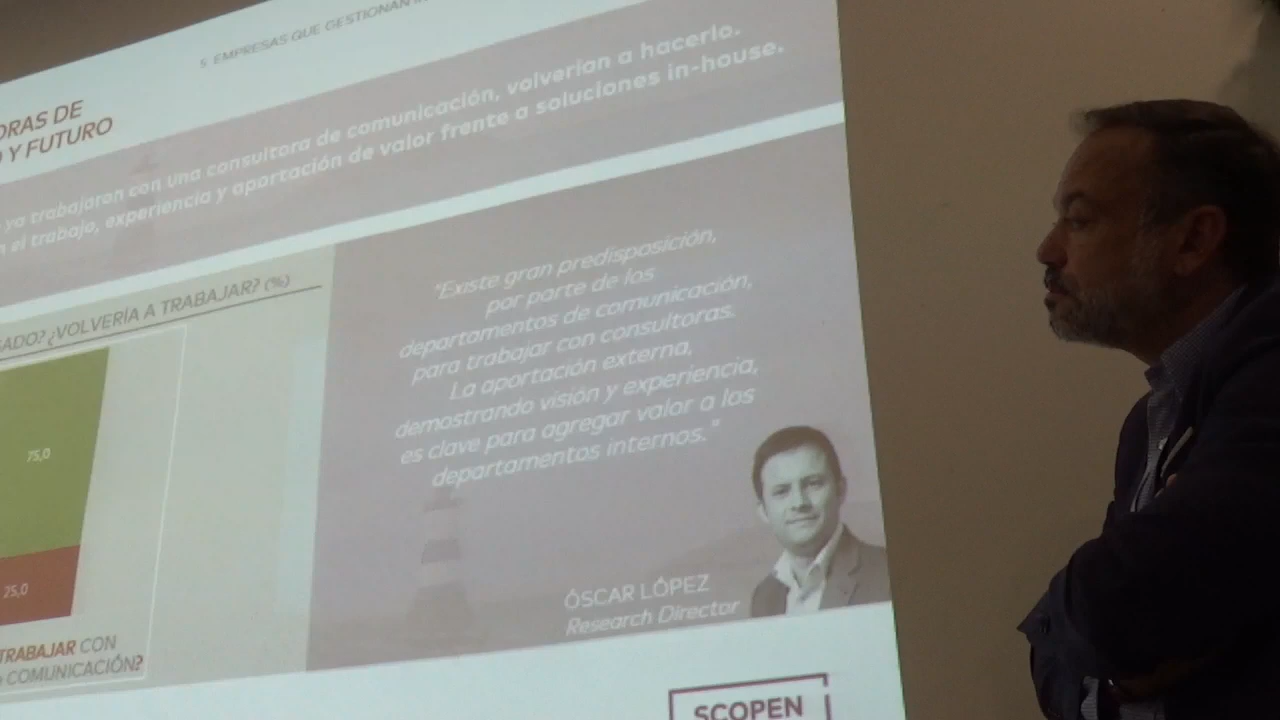 5. EMPRESAS QUE GESTIONAN
ORAS DE
O Y FUTURO
ya trabajaron con una consultora de comunicación, volverían a hacerlo.
el trabajo, experiencia y aportación de valor frente a soluciones in-house.
¿VOLVERÍA A TRABAJAR? (%)
75,0
25,0
TRABAJAR CON
COMUNICACIÓN?
"Existe gran predisposición,
por parte de los
departamentos de comunicación,
para trabajar con consultoras.
La aportación externa,
demostrando visión y experiencia,
es clave para agregar valor a los
departamentos internos."
ÓSCAR LÓPEZ
Research Director
SCOPEN